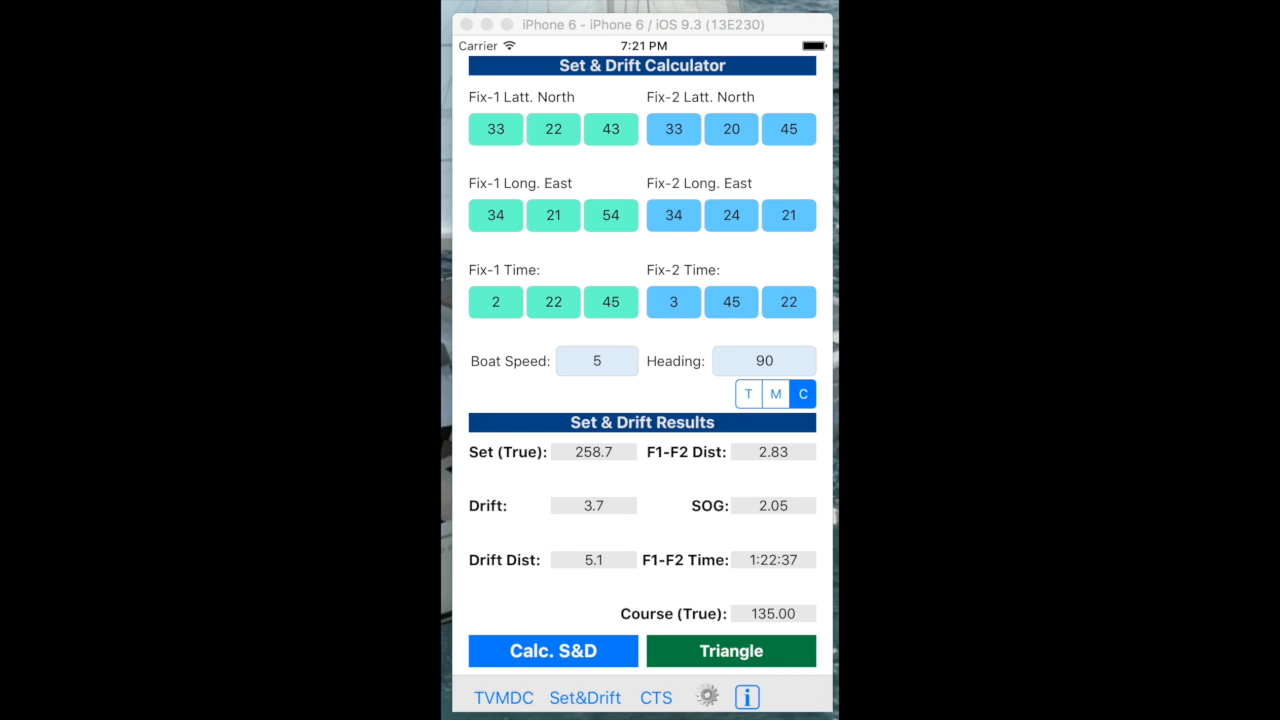 iPhone 6 - iPhone 6 / iOS 9.3 (13E230)
Carrier 7:21 PM
Set & Drift Calculator
Fix-1 Latt. North Fix-2 Latt. North
33 22 43 33 20 45
Fix-1 Long. East Fix-2 Long. East
34 21 54 34 24 21
Fix-1 Time: Fix-2 Time:
2 22 45 3 45 22
Boat Speed: 5 Heading: 90
T M C
Set & Drift Results
Set (True): 258.7 F1-F2 Dist: 2.83
Drift: 3.7 SOG: 2.05
Drift Dist: 5.1 F1-F2 Time: 1:22:37
Course (True): 135.00
Calc. S&D Triangle
TVMDC Set&Drift CTS i